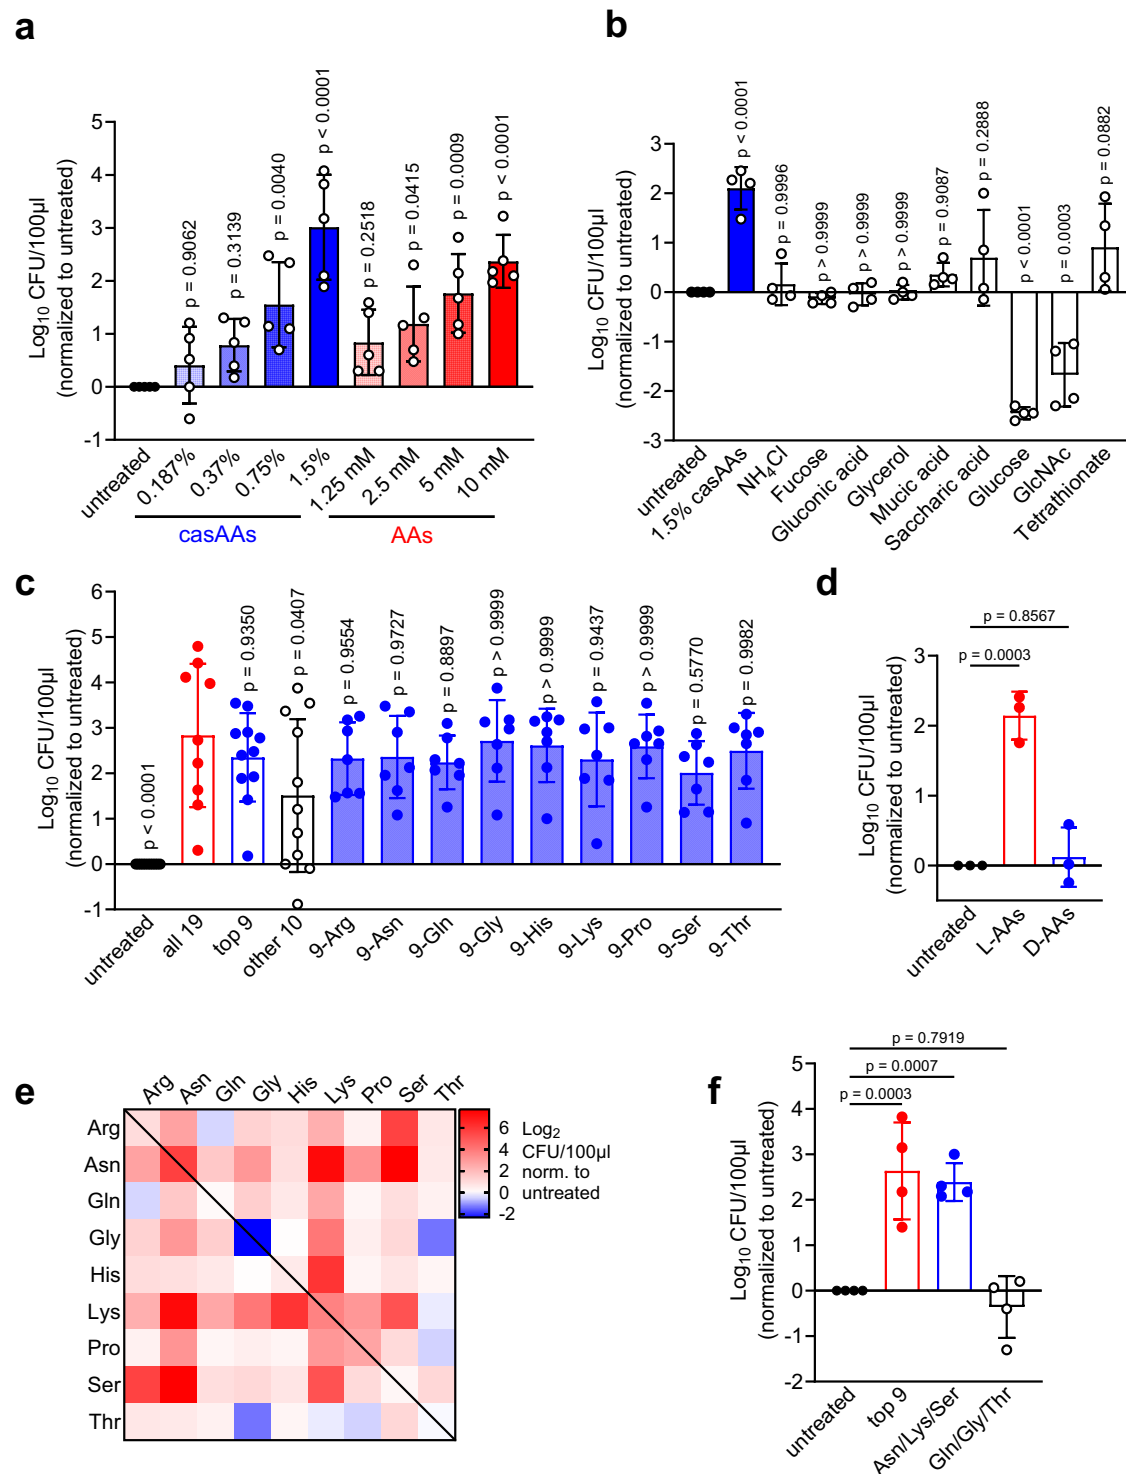 a
Log10 CFU/100µl
(normalized to untreated)
5
4
3
2
1
0
-1
p = 0.9062
p = 0.3139
p = 0.0040
p < 0.0001
p = 0.2518
p = 0.0415
p = 0.0009
p < 0.0001
untreated
0.187%
0.37%
0.75%
1.5%
1.25 mM
2.5 mM
5 mM
10 mM
casAAs
AAs
b
Log10 CFU/100µl
(normalized to untreated)
3
2
1
0
-1
-2
-3
p < 0.0001
p = 0.9996
p > 0.9999
p > 0.9999
p > 0.9999
p = 0.9087
p = 0.2888
p < 0.0001
p = 0.0003
p = 0.0882
untreated
1.5% casAAs
NH4Cl
Fucose
Gluconic acid
Glycerol
Mucic acid
Saccharic acid
Glucose
GlcNAc
Tetrathionate
c
Log10 CFU/100µl
(normalized to untreated)
6
5
4
3
2
1
0
-1
p < 0.0001
p = 0.9350
p = 0.0407
p = 0.9554
p = 0.9727
p = 0.8897
p > 0.9999
p > 0.9999
p = 0.9437
p > 0.9999
p = 0.5770
p = 0.9982
untreated
all 19
top 9
other 10
9-Arg
9-Asn
9-Gln
9-Gly
9-His
9-Lys
9-Pro
9-Ser
9-Thr
d
Log10 CFU/100µl
(normalized to untreated)
3
2
1
0
p = 0.8567
p = 0.0003
untreated
L-AAs
D-AAs
e
Arg
Asn
Gln
Gly
His
Lys
Pro
Ser
Thr
Arg
Asn
Gln
Gly
His
Lys
Pro
Ser
Thr
6
4
2
0
-2
Log2
CFU/100µl
norm. to
untreated
f
Log10 CFU/100µl
(normalized to untreated)
5
4
3
2
1
0
-1
-2
p = 0.7919
p = 0.0007
p = 0.0003
untreated
top 9
Asn/Lys/Ser
Gln/Gly/Thr